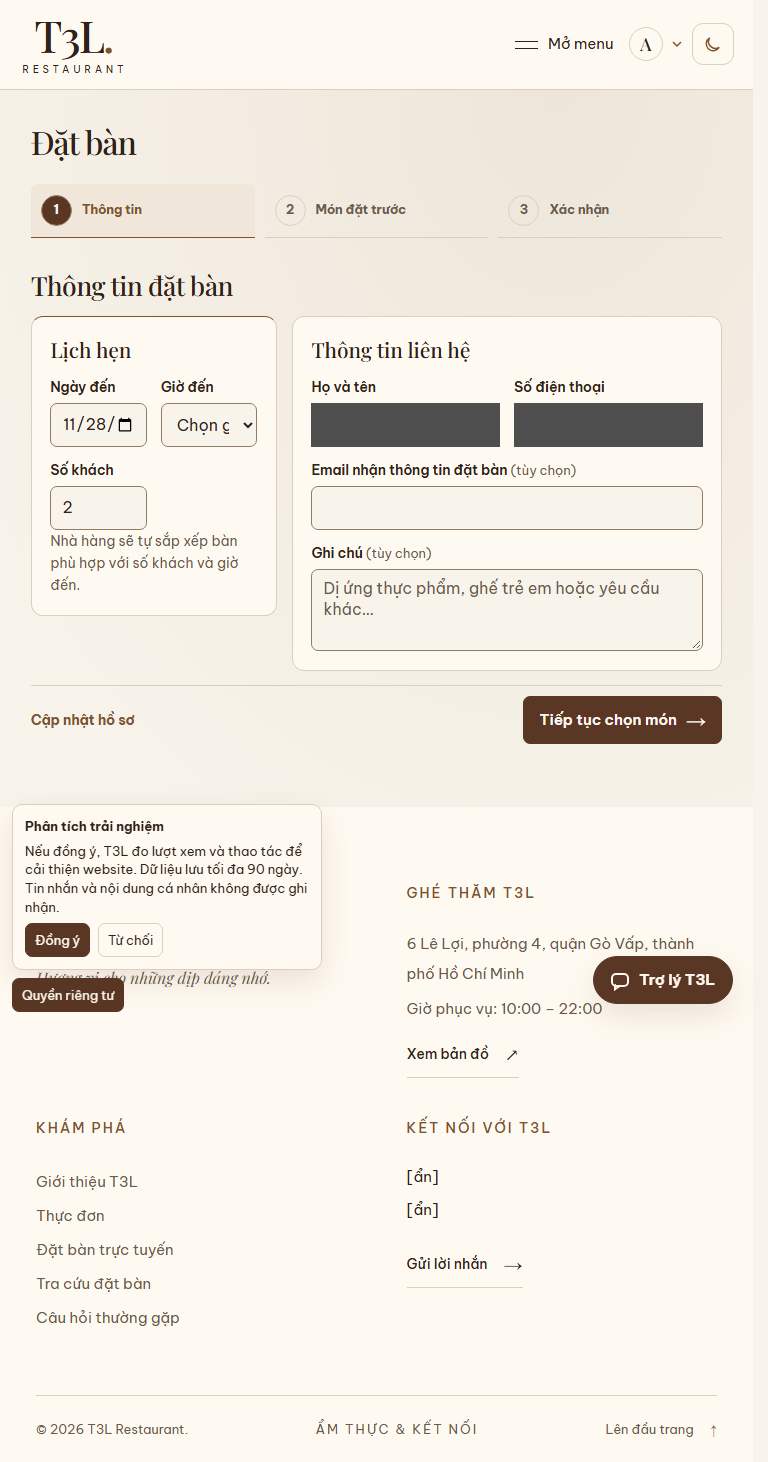 T3L.
RESTAURANT
Mở menu
A
Đặt bàn
1 Thông tin
2 Món đặt trước
3 Xác nhận
Thông tin đặt bàn
Lịch hẹn
Ngày đến Giờ đến
11/28/ Chọn g
Số khách
2
Nhà hàng sẽ tự sắp xếp bàn
phù hợp với số khách và giờ
đến.
Thông tin liên hệ
Họ và tên Số điện thoại
Email nhận thông tin đặt bàn (tùy chọn)
Ghi chú (tùy chọn)
Dị ứng thực phẩm, ghế trẻ em hoặc yêu cầu
khác...
Cập nhật hồ sơ
Tiếp tục chọn món →
Phân tích trải nghiệm
Nếu đồng ý, T3L đo lượt xem và thao tác để
cải thiện website. Dữ liệu lưu tối đa 90 ngày.
Tin nhắn và nội dung cá nhân không được ghi
nhận.
Đồng ý Từ chối
Hương vị cho những dịp đáng nhớ.
Quyền riêng tư
GHÉ THĂM T3L
6 Lê Lợi, phường 4, quận Gò Vấp, thành
phố Hồ Chí Minh
Giờ phục vụ: 10:00 – 22:00
Trợ lý T3L
Xem bản đồ ↗
KHÁM PHÁ
Giới thiệu T3L
Thực đơn
Đặt bàn trực tuyến
Tra cứu đặt bàn
Câu hỏi thường gặp
KẾT NỐI VỚI T3L
[ẩn]
[ẩn]
Gửi lời nhắn →
© 2026 T3L Restaurant.
ẨM THỰC & KẾT NỐI
Lên đầu trang ↑